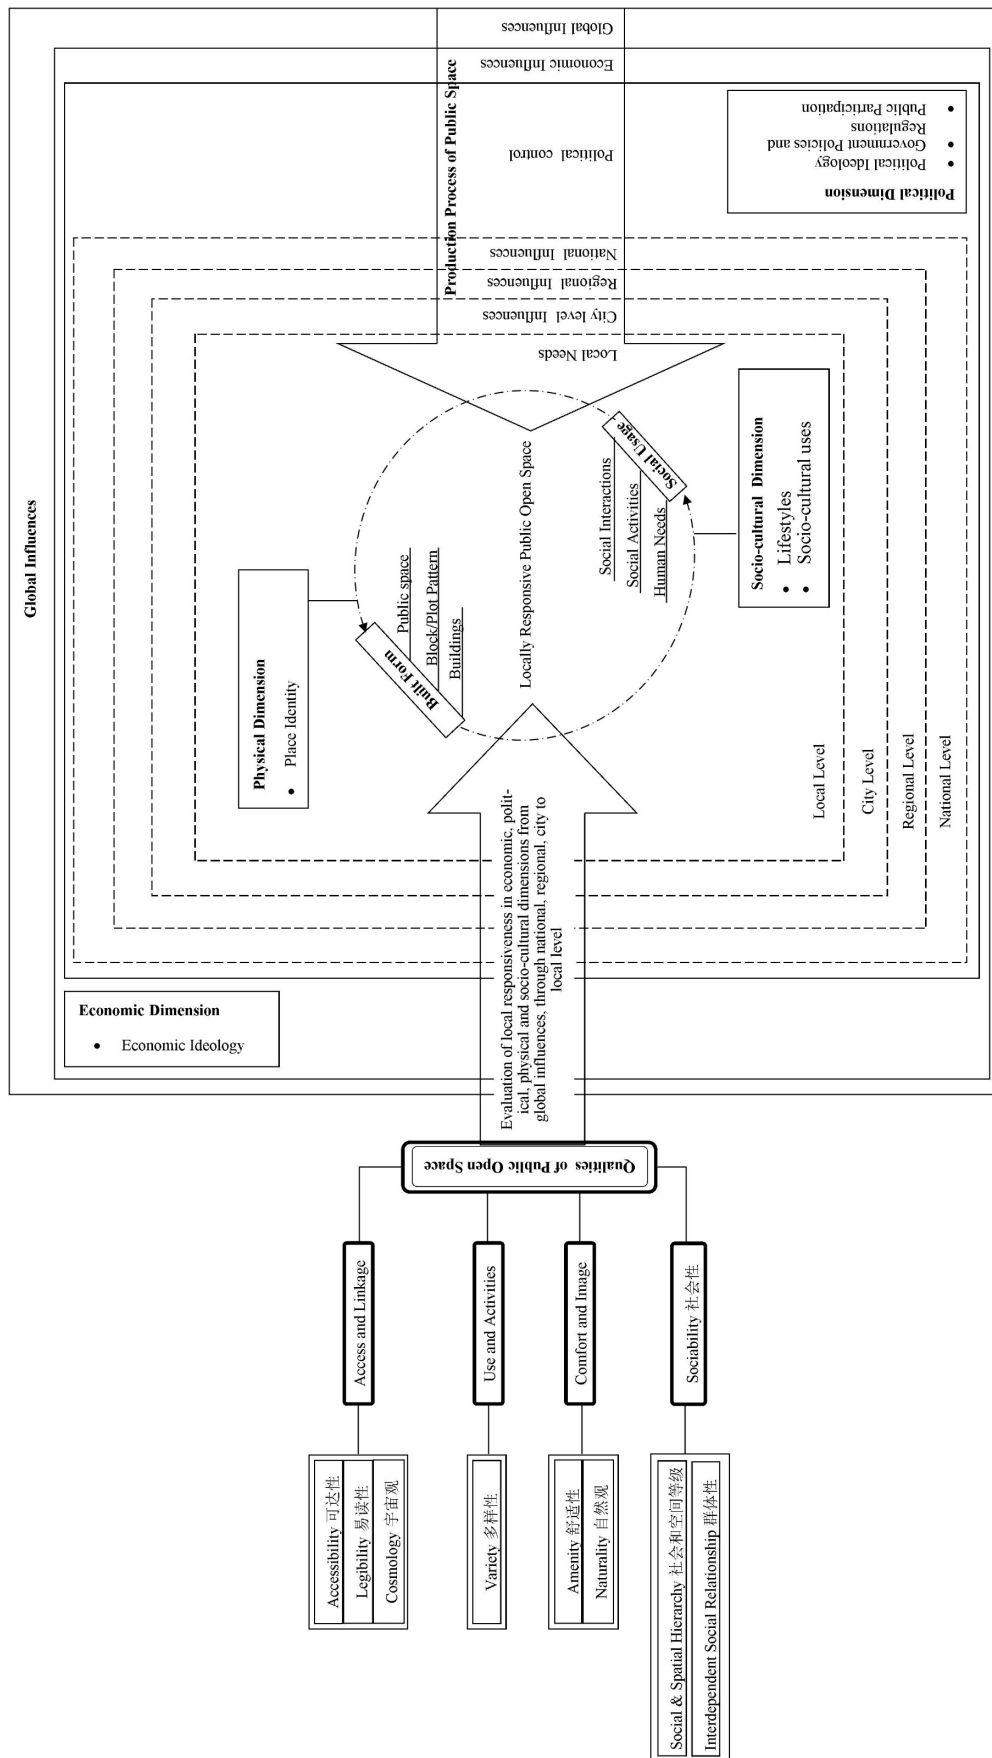 Global Influences
Global Influences
Economic Influences
Production Process of Public Space
Political control
Political Dimension
• Political Ideology
• Government Policies and
Regulations
• Public Participation
National Influences
Regional Influences
City level Influences
Local Needs
Physical Dimension
• Place Identity
Built Form
Public space
Block/Plot Pattern
Buildings
Locally Responsive Public Open Space
Social Usage
Social Interactions
Social Activities
Human Needs
Socio-cultural Dimension
• Lifestyles
• Socio-cultural uses
Local Level
City Level
Regional Level
National Level
Evaluation of local responsiveness in economic, polit-
ical, physical and socio-cultural dimensions from
global influences, through national, regional, city to
local level
Economic Dimension
• Economic Ideology
Qualities of Public Open Space
Access and Linkage
Use and Activities
Comfort and Image
Sociability 社会性
Accessibility 可达性
Legibility 易读性
Cosmology 宇宙观
Variety 多样性
Amenity 舒适性
Naturality 自然观
Social & Spatial Hierarchy 社会和空间等级
Interdependent Social Relationship 群体性